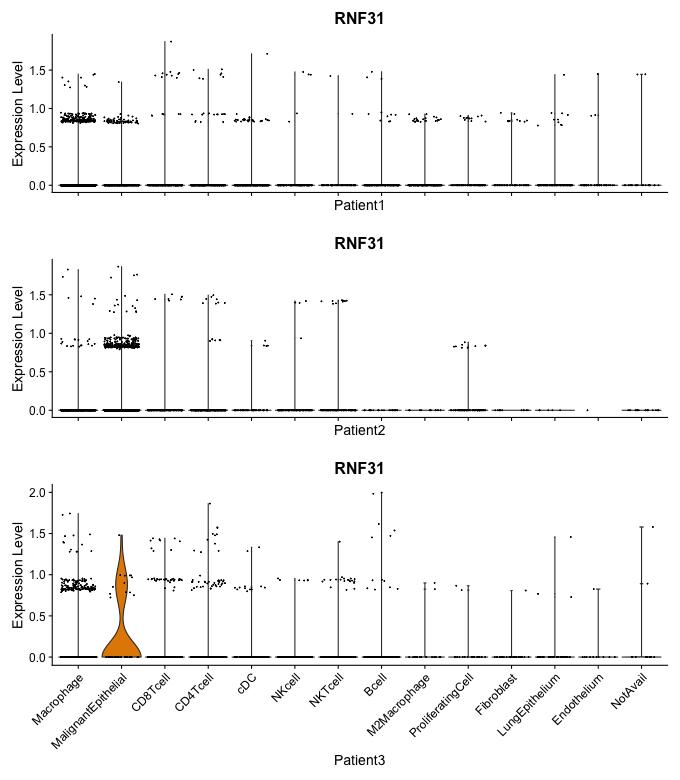 RNF31
Expression Level
1.5
1.0
0.5
0.0
Patient1
RNF31
Expression Level
1.5
1.0
0.5
0.0
Patient2
RNF31
Expression Level
2.0
1.5
1.0
0.5
0.0
Macrophage
MalignantEpithelial
CD8Tcell
CD4Tcell
cDC
NKcell
NKTcell
Bcell
M2Macrophage
ProliferatingCell
Fibroblast
LungEpithelium
Endothelium
NotAvail
Patient3